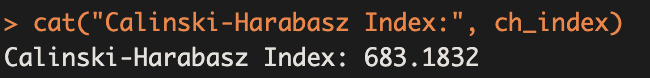 > cat("Calinski-Harabasz Index:", ch_index)
Calinski-Harabasz Index: 683.1832